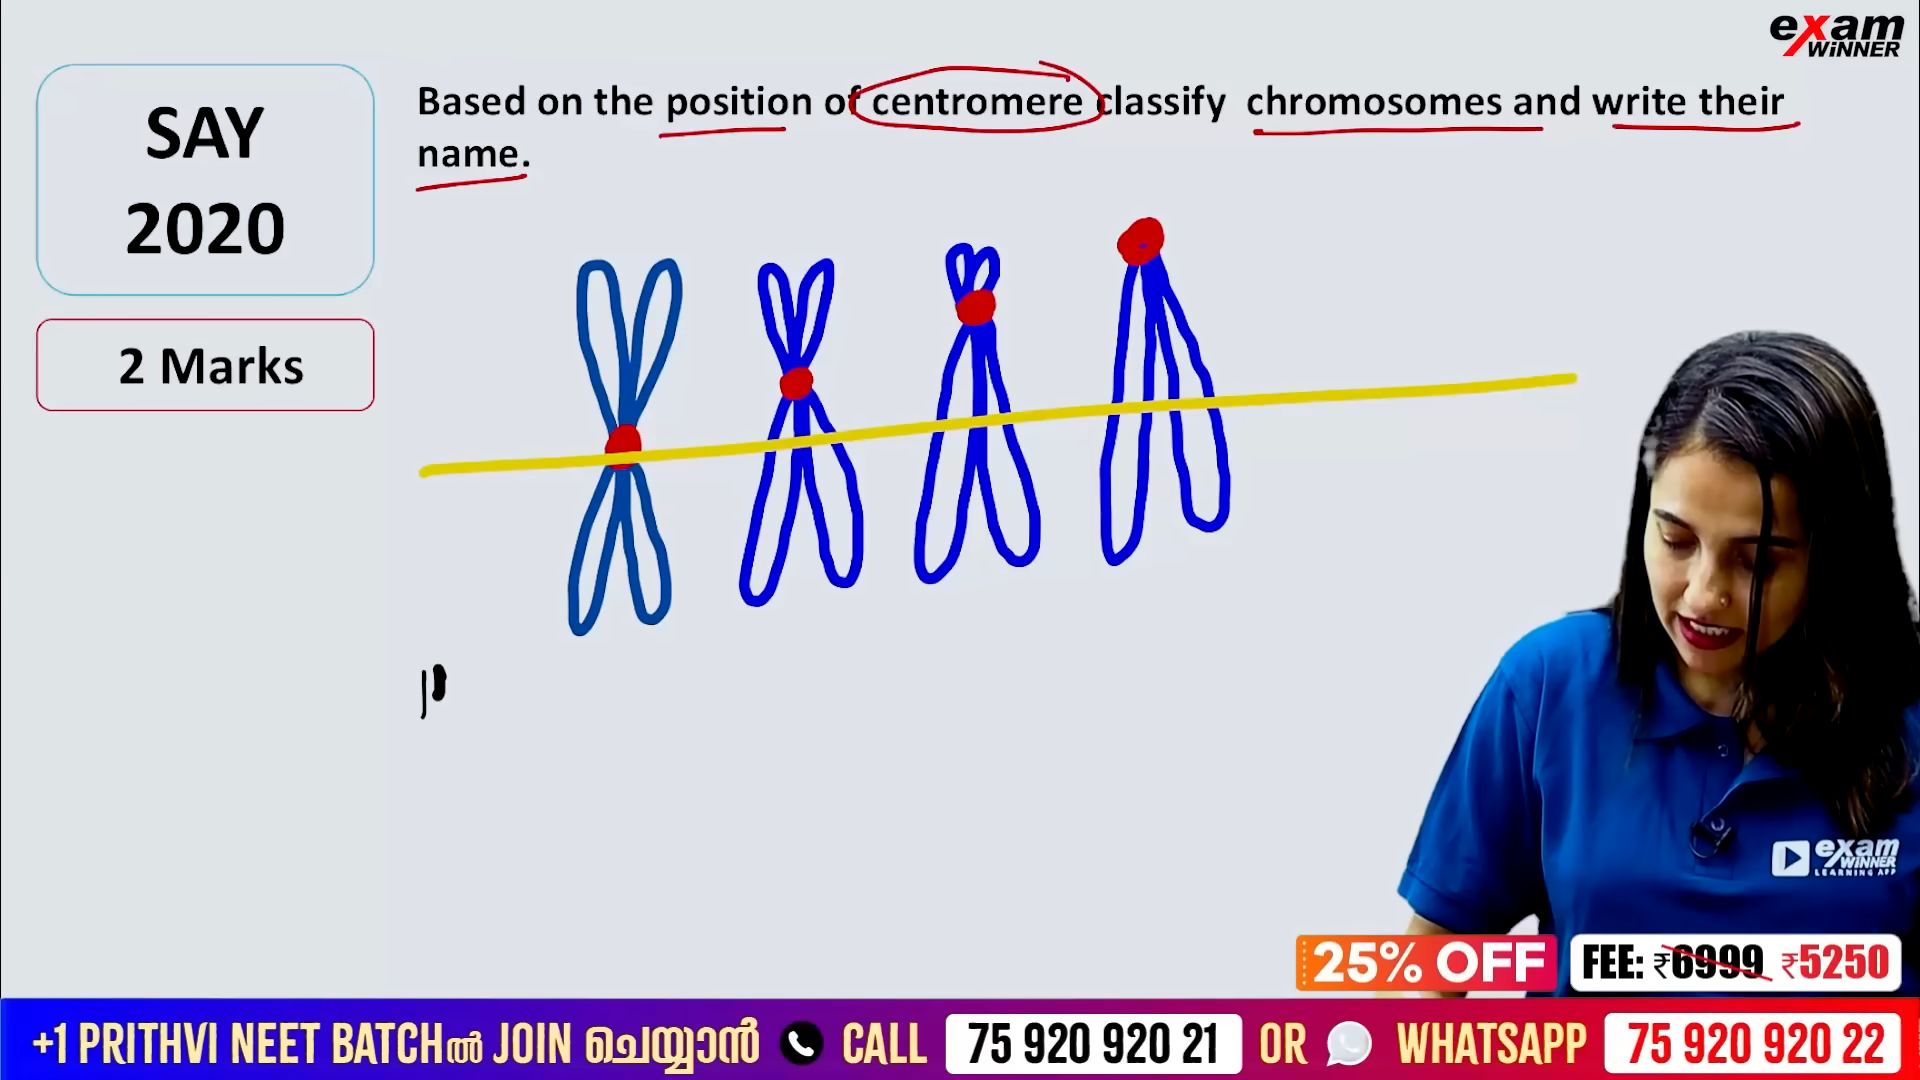 exam
WiNNER
SAY
2020
2 Marks
Based on the position of centromere classify chromosomes and write their
name.
P
exam
WiNNER
LEARNING APP
25% OFF
FEE: ₹6999 ₹5250
+1 PRITHVI NEET BATCHൽ JOIN ചെയ്യാൻ CALL 75 920 920 21 OR WHATSAPP 75 920 920 22